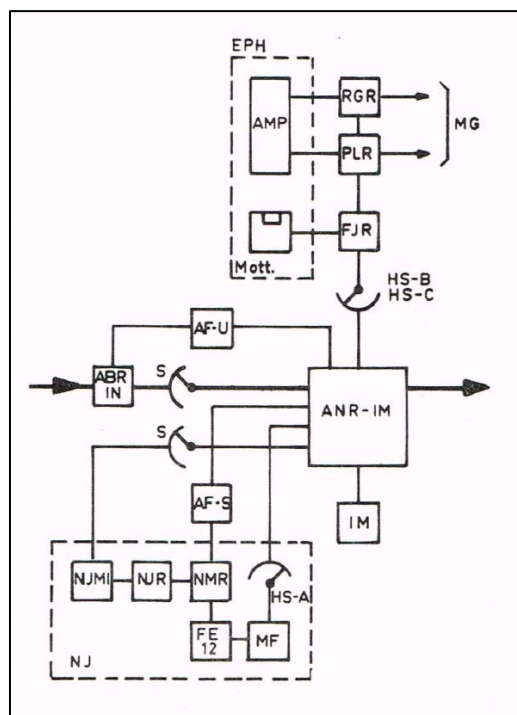 EPH
AMP
RGR
MG
PLR
Mott.
FJR
HS-B
HS-C
AF-U
ABR
IN
S
ANR-IM
S
AF-S
IM
NJMI
NJR
NMR
HS-A
FE
12
MF
NJ